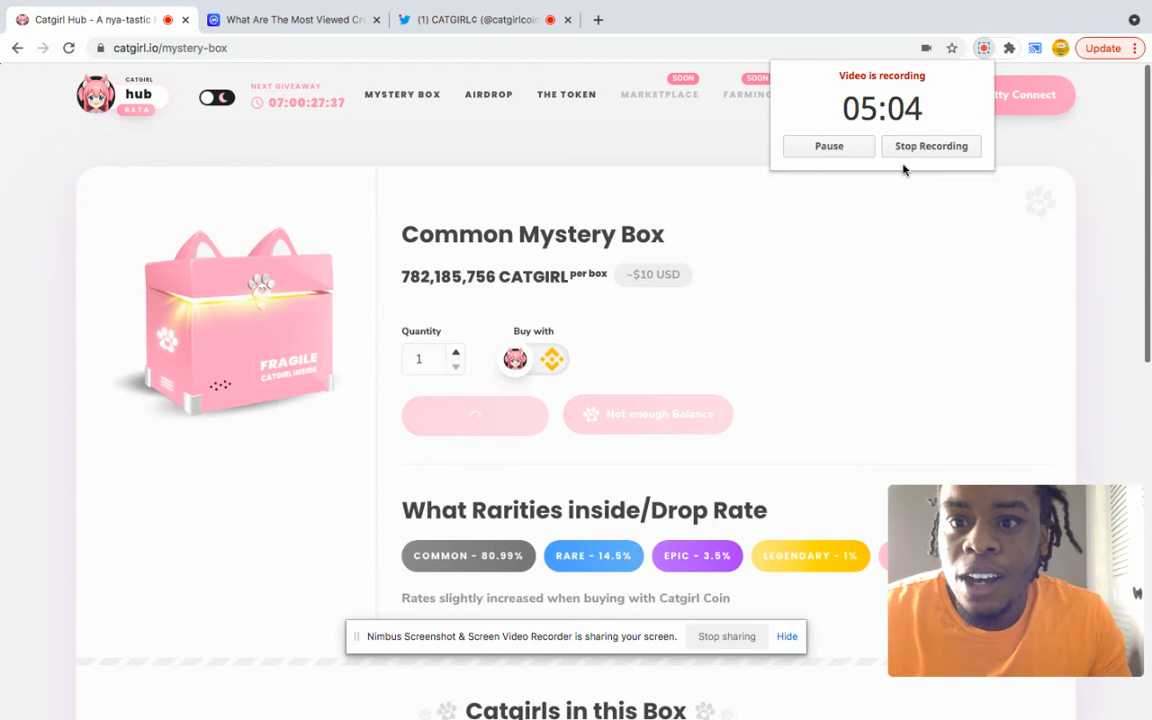 Catgirl Hub - A nya-tastic
What Are The Most Viewed Cry
(1) CATGIRL₵ (@catgirlcoin
catgirl.io/mystery-box
Update
Video is recording
05:04
Pause
Stop Recording
CATGIRL
hub
BETA
NEXT GIVEAWAY
07:00:27:37
MYSTERY BOX
AIRDROP
THE TOKEN
SOON
MARKETPLACE
SOON
FARMING
tty Connect
FRAGILE
CATGIRL INSIDE
Common Mystery Box
782,185,756 CATGIRL per box
~$10 USD
Quantity
Buy with
1
Not enough Balance
What Rarities inside/Drop Rate
COMMON - 80.99%
RARE - 14.5%
EPIC - 3.5%
LEGENDARY - 1%
Rates slightly increased when buying with Catgirl Coin
Nimbus Screenshot & Screen Video Recorder is sharing your screen.
Stop sharing
Hide
Catgirls in this Box